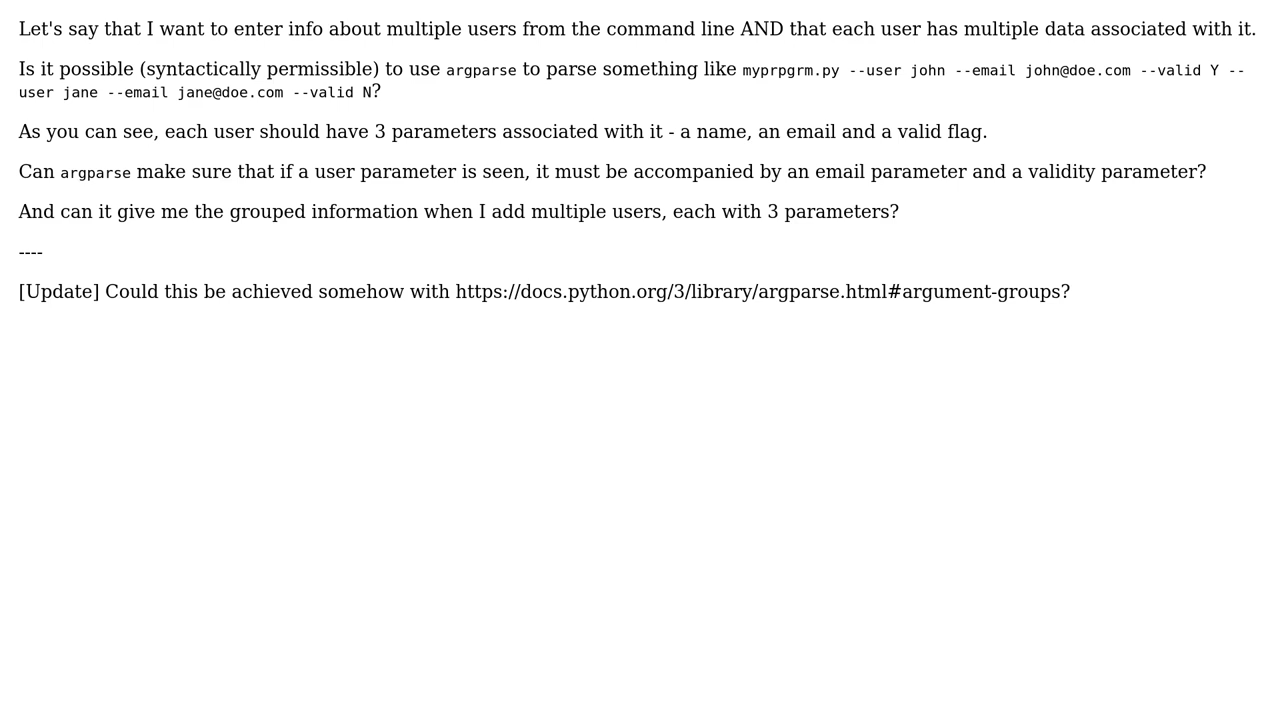 Let's say that I want to enter info about multiple users from the command line AND that each user has multiple data associated with it.
Is it possible (syntactically permissible) to use argparse to parse something like myprpgrm.py --user john --email john@doe.com --valid Y --
user jane --email jane@doe.com --valid N?
As you can see, each user should have 3 parameters associated with it - a name, an email and a valid flag.
Can argparse make sure that if a user parameter is seen, it must be accompanied by an email parameter and a validity parameter?
And can it give me the grouped information when I add multiple users, each with 3 parameters?
----
[Update] Could this be achieved somehow with https://docs.python.org/3/library/argparse.html#argument-groups?